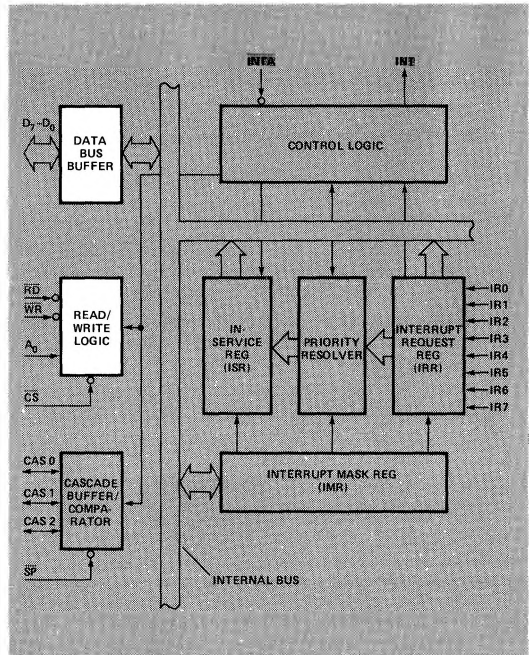 INTA
INT
D7-D0
DATA
BUS
BUFFER
CONTROL LOGIC
RD
WR
A0
CS
READ/
WRITE
LOGIC
IN-
SERVICE
REG
(ISR)
PRIORITY
RESOLVER
INTERRUPT
REQUEST
REG
(IRR)
IR0
IR1
IR2
IR3
IR4
IR5
IR6
IR7
CAS 0
CAS 1
CAS 2
SP
CASCADE
BUFFER/
COMPA-
RATOR
INTERRUPT MASK REG
(IMR)
INTERNAL BUS